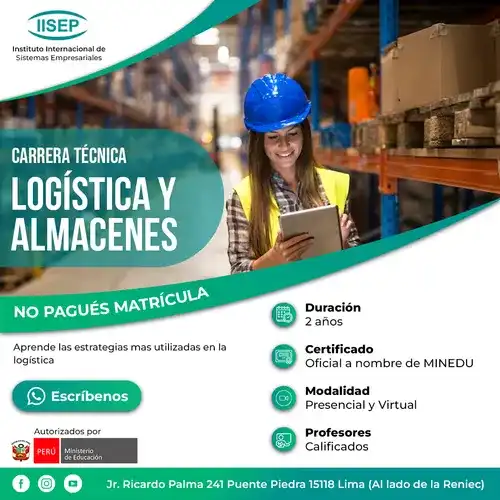 IISEP
Instituto Internacional de
Sistemas Empresariales
CARRERA TÉCNICA
LOGÍSTICA Y
ALMACENES
NO PAGUÉS MATRÍCULA
Aprende las estrategias mas utilizadas en la
logística
Escríbenos
Autorizados por
PERÚ
Ministerio
de Educación
Duración
2 años
Certificado
Oficial a nombre de MINEDU
Modalidad
Presencial y Virtual
Profesores
Calificados
Jr. Ricardo Palma 241 Puente Piedra 15118 Lima (Al lado de la Reniec)